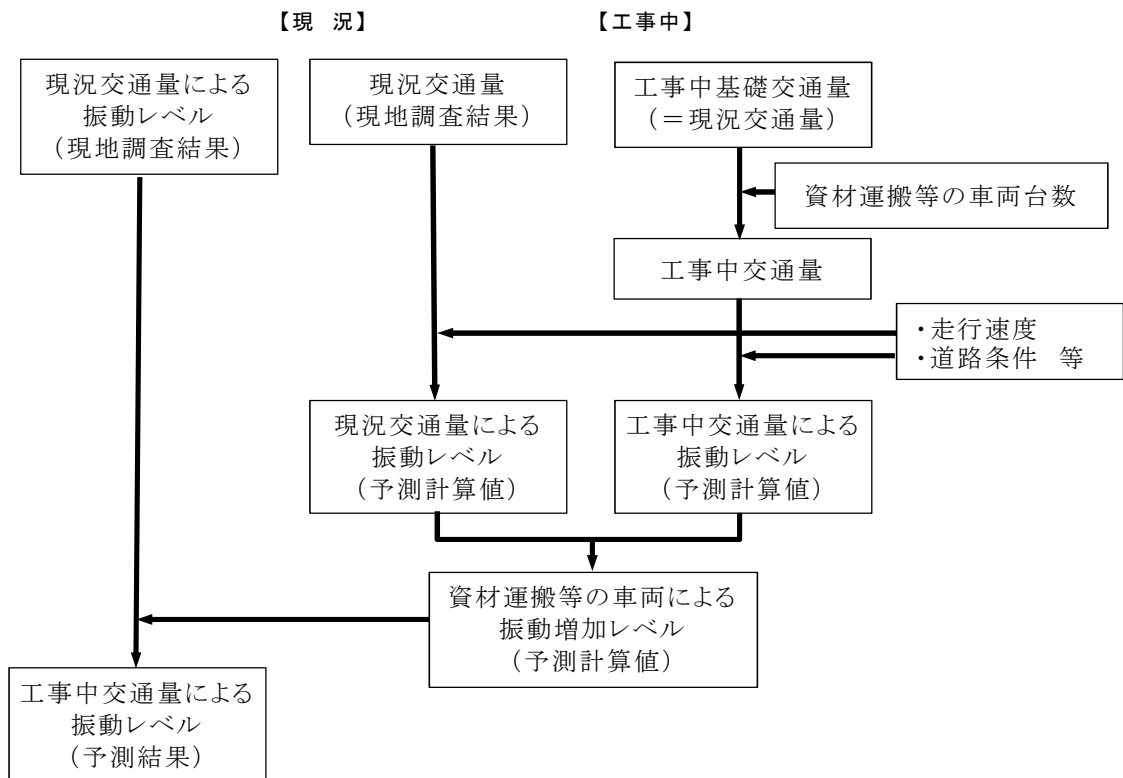 【現 況】
【工事中】
現況交通量による
振動レベル
（現地調査結果）
現況交通量
（現地調査結果）
工事中基礎交通量
（＝現況交通量）
資材運搬等の車両台数
工事中交通量
・走行速度
・道路条件 等
現況交通量による
振動レベル
（予測計算値）
工事中交通量による
振動レベル
（予測計算値）
資材運搬等の車両による
振動増加レベル
（予測計算値）
工事中交通量による
振動レベル
（予測結果）